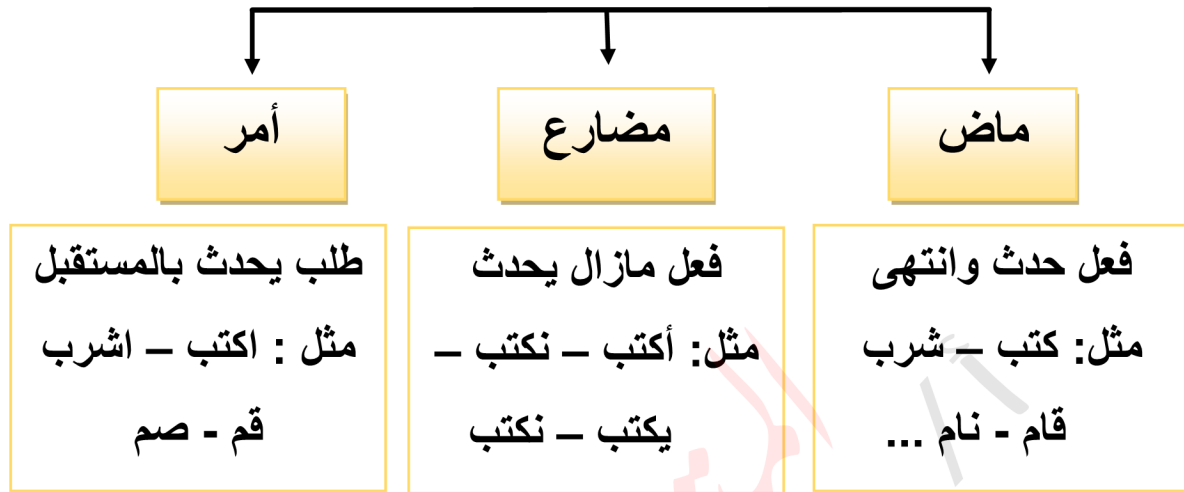 ماض
مضارع
أمر
فعل حدث وانتهى
مثل: كتب – شرب
قام - نام ...
فعل مازال يحدث
مثل: أكتب – نكتب –
يكتب – نكتب
طلب يحدث بالمستقبل
مثل : اكتب – اشرب
قم - صم